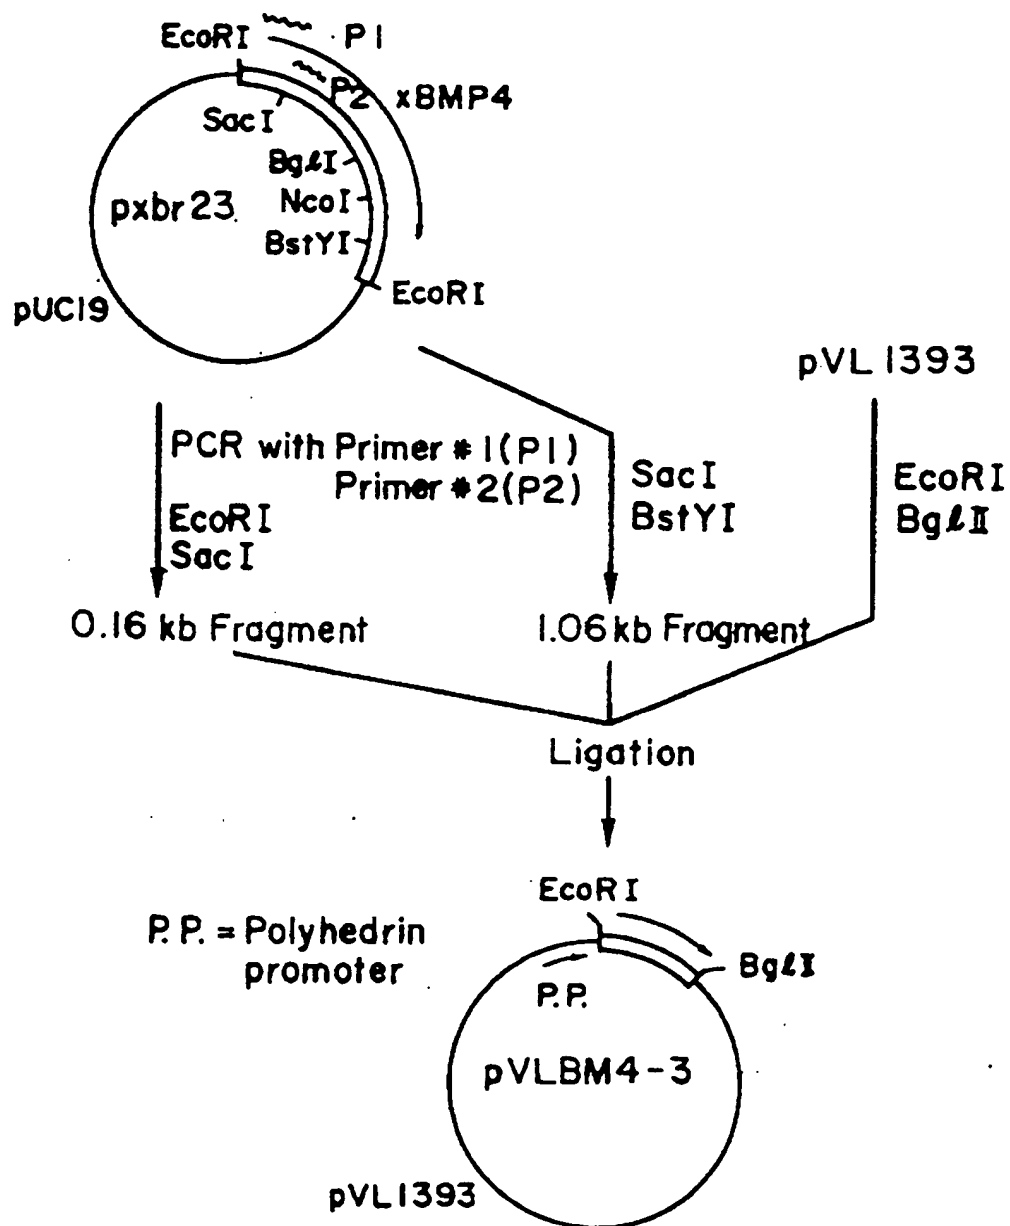 EcoRI
P1
P2
xBMP4
SacI
BglI
NcoI
BstYI
pxbr23
EcoRI
pUC19
pVL1393
PCR with Primer #1(P1)
Primer #2(P2)
EcoRI
SacI
SacI
BstYI
EcoRI
BglII
0.16 kb Fragment
1.06 kb Fragment
Ligation
EcoRI
P.P. = Polyhedrin
promoter
BglI
P.P.
pVLBM4-3
pVL1393